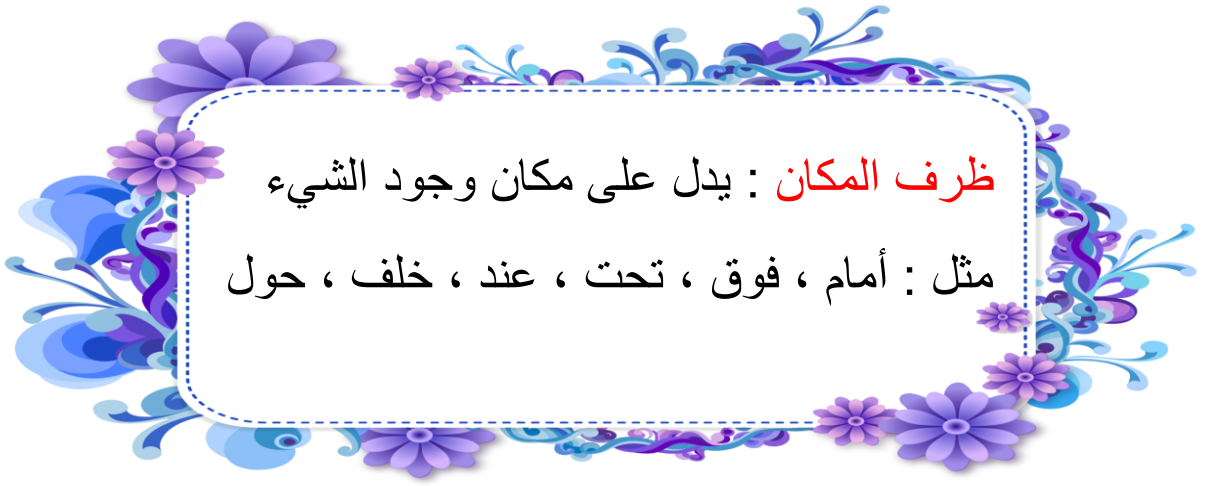 ظرف المكان : يدل على مكان وجود الشيء
مثل : أمام ، فوق ، تحت ، عند ، خلف ، حول